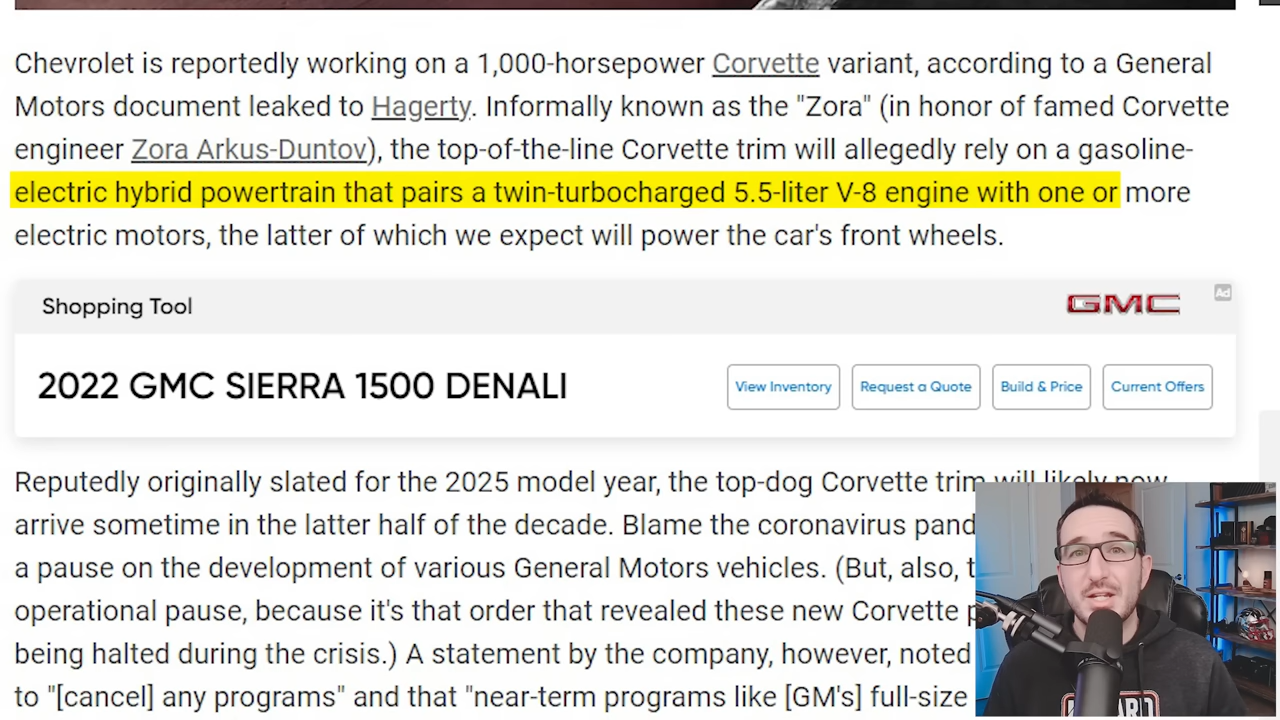 Chevrolet is reportedly working on a 1,000-horsepower Corvette variant, according to a General
Motors document leaked to Hagerty. Informally known as the "Zora" (in honor of famed Corvette
engineer Zora Arkus-Duntov), the top-of-the-line Corvette trim will allegedly rely on a gasoline-
electric hybrid powertrain that pairs a twin-turbocharged 5.5-liter V-8 engine with one or more
electric motors, the latter of which we expect will power the car's front wheels.
Shopping Tool
GMC
Ad
2022 GMC SIERRA 1500 DENALI
View Inventory
Request a Quote
Build & Price
Current Offers
Reputedly originally slated for the 2025 model year, the top-dog Corvette trim will likely now
arrive sometime in the latter half of the decade. Blame the coronavirus pand
a pause on the development of various General Motors vehicles. (But, also, t
operational pause, because it's that order that revealed these new Corvette p
being halted during the crisis.) A statement by the company, however, noted
to "[cancel] any programs" and that "near-term programs like [GM's] full-size